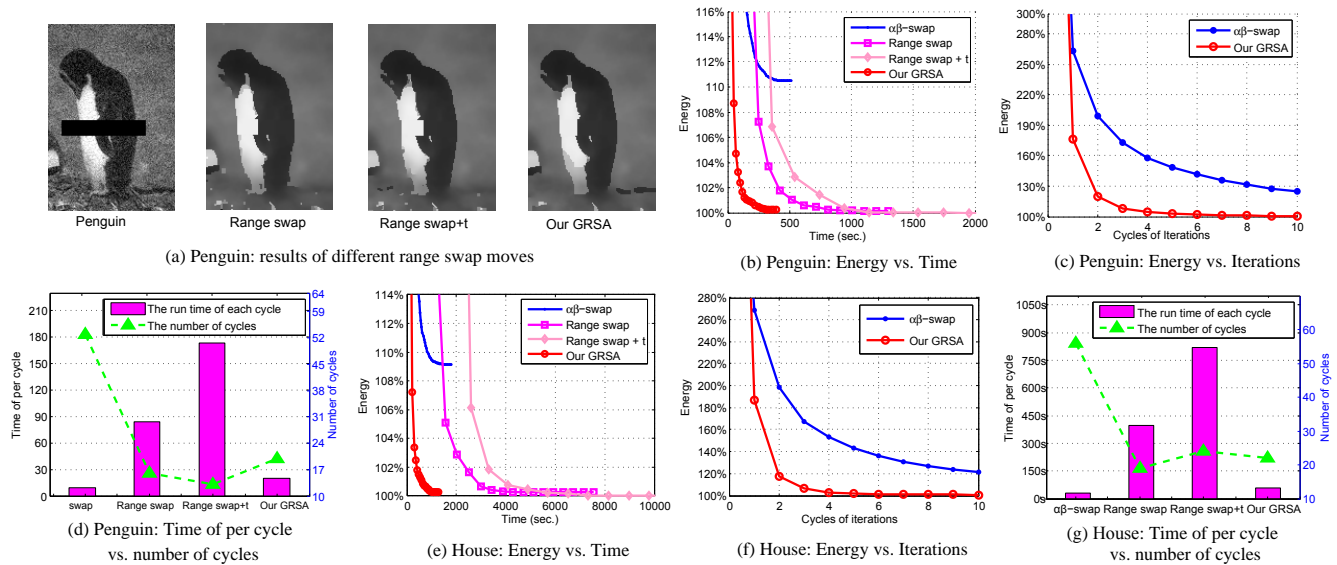 Penguin
Range swap
Range swap+t
Our GRSA
(a) Penguin: results of different range swap moves
116%
114%
112%
110
108%
106%
104%
102%
100%
0
500
1000
1500
2000
Energy
Time (sec.)
αβ−swap
Range swap
Range swap + t
Our GRSA
(b) Penguin: Energy vs. Time
300%
280%
250%
220%
190%
160%
130%
100%
0
2
4
6
8
10
Energy
Cycles of Iterations
αβ−swap
Our GRSA
(c) Penguin: Energy vs. Iterations
210
180
150
120
90
60
30
0
Time of per cycle
The run time of each cycle
The number of cycles
64
59
52
45
38
31
24
17
10
Number of cycles
swap
Range swap
Range swap+t
Our GRSA
(d) Penguin: Time of per cycle
vs. number of cycles
114%
112%
110%
108%
106%
104%
102%
100%
0
2000
4000
6000
8000
10000
Energy
Time (sec.)
αβ−swap
Range swap
Range swap + t
Our GRSA
(e) House: Energy vs. Time
280%
260%
240%
220%
200%
180%
160%
140%
120%
100%
0
2
4
6
8
10
Energy
Cycles of iterations
αβ−swap
Our GRSA
(f) House: Energy vs. Iterations
1050s
900s
750s
600s
450s
300s
150s
0s
Time of per cycle
The run time of each cycle
The number of cycles
60
50
40
30
20
10
Number of cycles
αβ−swap
Range swap
Range swap+t
Our GRSA
(g) House: Time of per cycle
vs. number of cycles